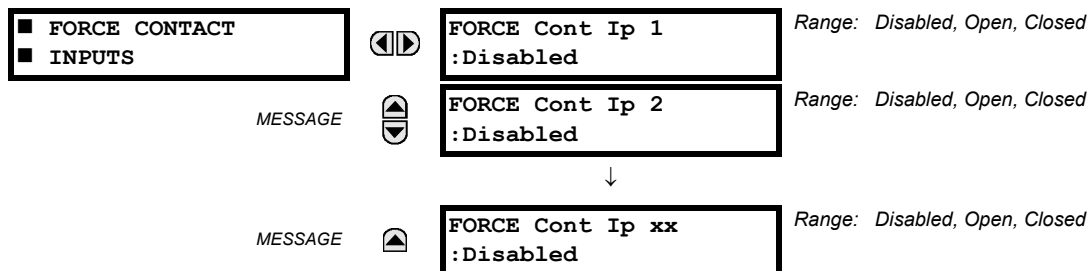 ■ FORCE CONTACT
■ INPUTS
FORCE Cont Ip 1
:Disabled
Range: Disabled, Open, Closed
MESSAGE
FORCE Cont Ip 2
:Disabled
Range: Disabled, Open, Closed
↓
MESSAGE
FORCE Cont Ip xx
:Disabled
Range: Disabled, Open, Closed